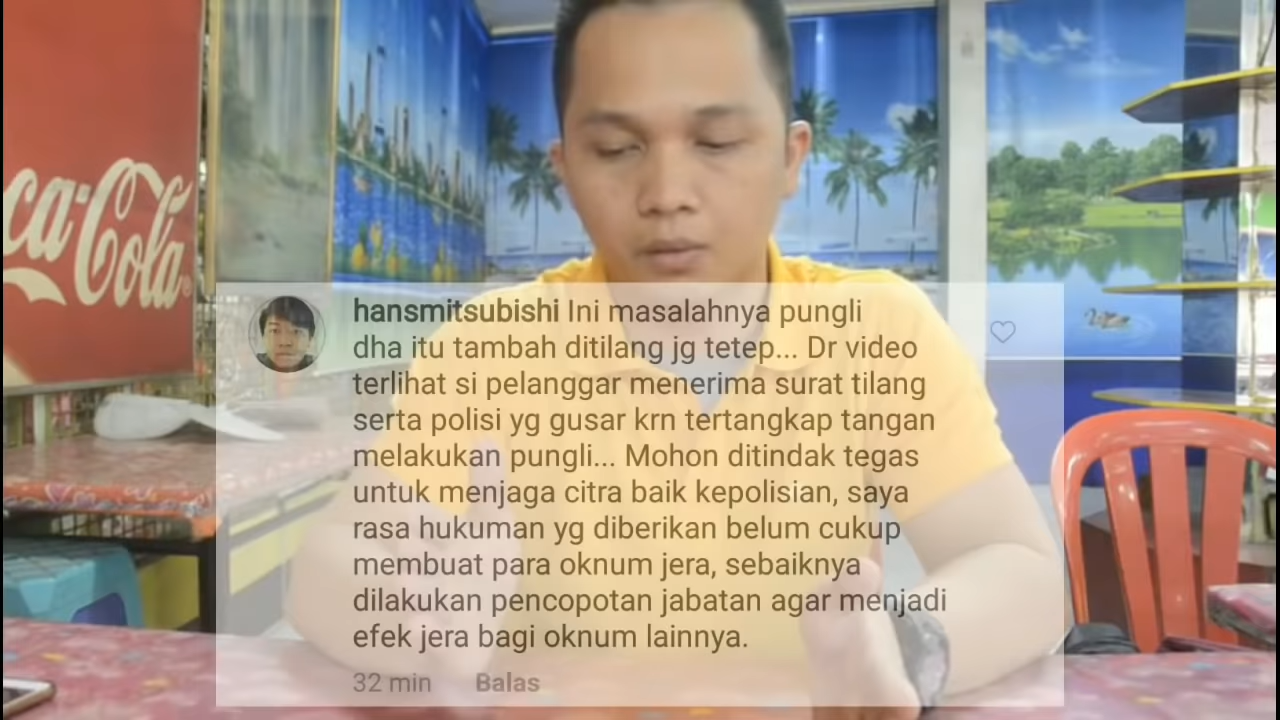 ca-Cola
hansmitsubishi Ini masalahnya pungli
dha itu tambah ditilang jg tetep... Dr video
terlihat si pelanggar menerima surat tilang
serta polisi yg gusar krn tertangkap tangan
melakukan pungli... Mohon ditindak tegas
untuk menjaga citra baik kepolisian, saya
rasa hukuman yg diberikan belum cukup
membuat para oknum jera, sebaiknya
dilakukan pencopotan jabatan agar menjadi
efek jera bagi oknum lainnya.
32 min Balas